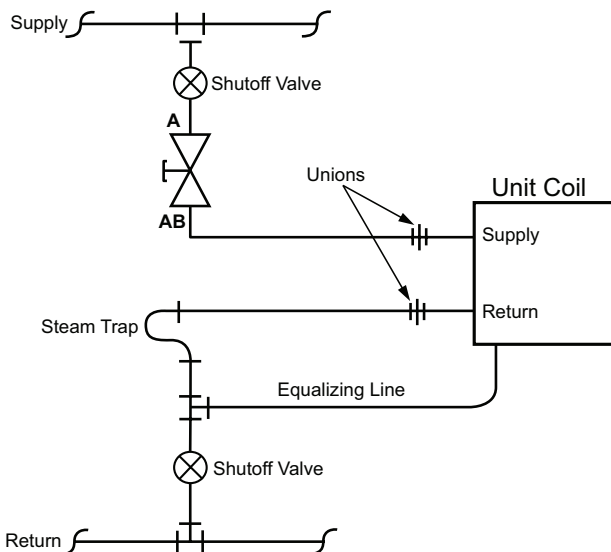 Supply
Shutoff Valve
A
Unions
Unit Coil
AB
Supply
Return
Steam Trap
Equalizing Line
Shutoff Valve
Return